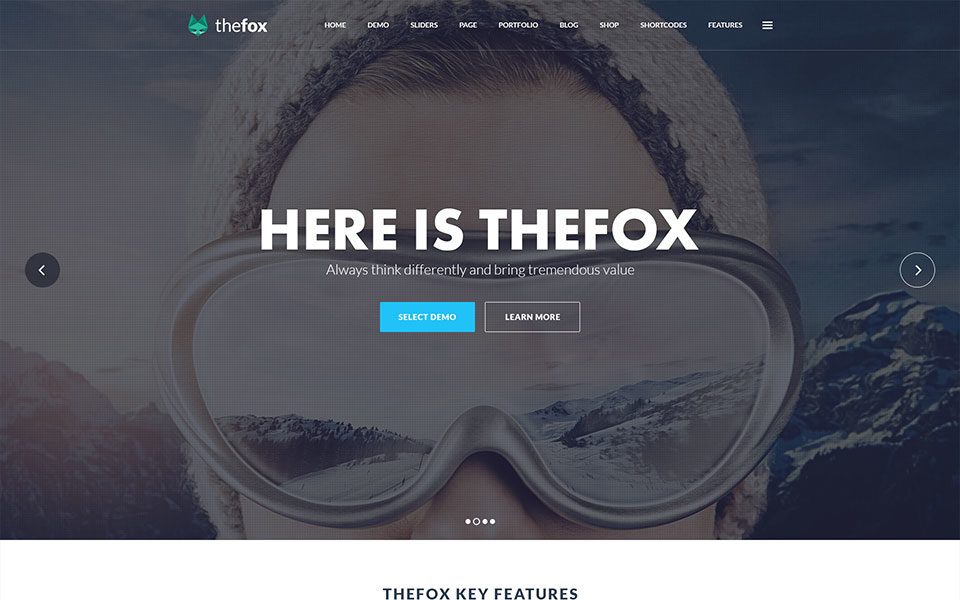 thefox
HOME DEMO SLIDERS PAGE PORTFOLIO BLOG SHOP SHORTCODES FEATURES
HERE IS THEFOX
Always think differently and bring tremendous value
SELECT DEMO LEARN MORE
THEFOX KEY FEATURES